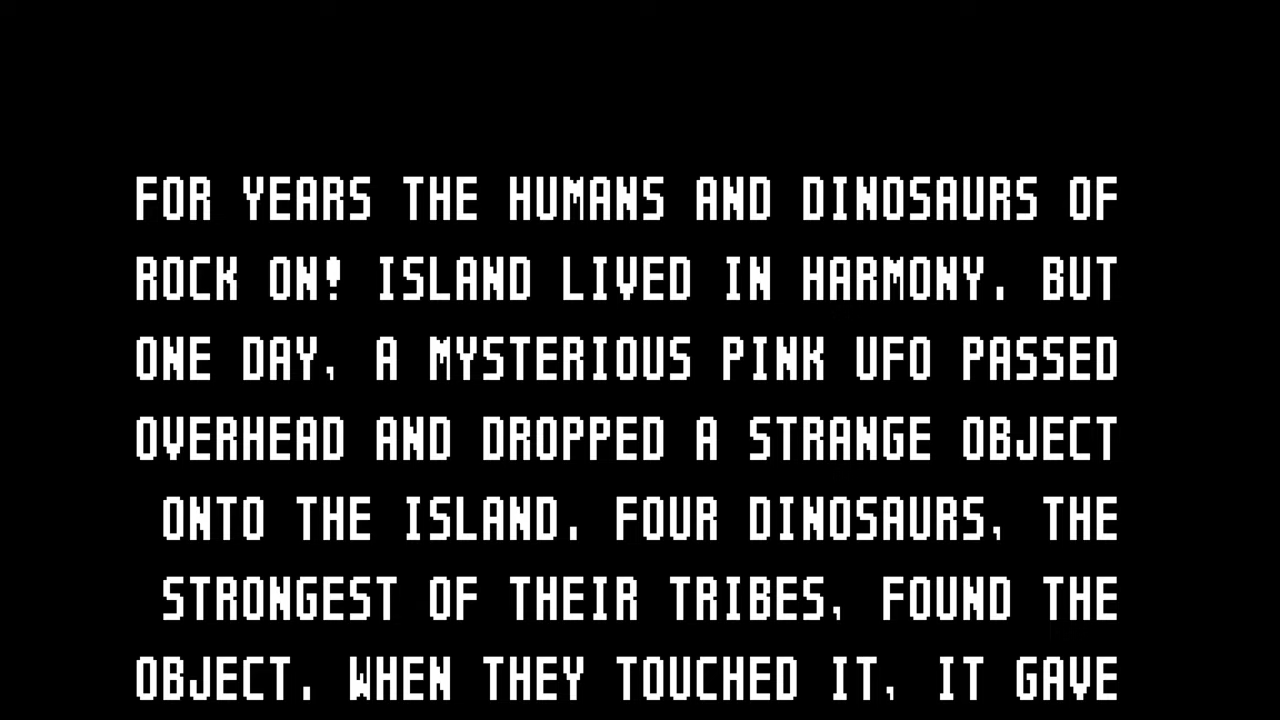 FOR YEARS THE HUMANS AND DINOSAURS OF
ROCK ON! ISLAND LIVED IN HARMONY. BUT
ONE DAY, A MYSTERIOUS PINK UFO PASSED
OVERHEAD AND DROPPED A STRANGE OBJECT
ONTO THE ISLAND. FOUR DINOSAURS, THE
STRONGEST OF THEIR TRIBES, FOUND THE
OBJECT. WHEN THEY TOUCHED IT, IT GAVE